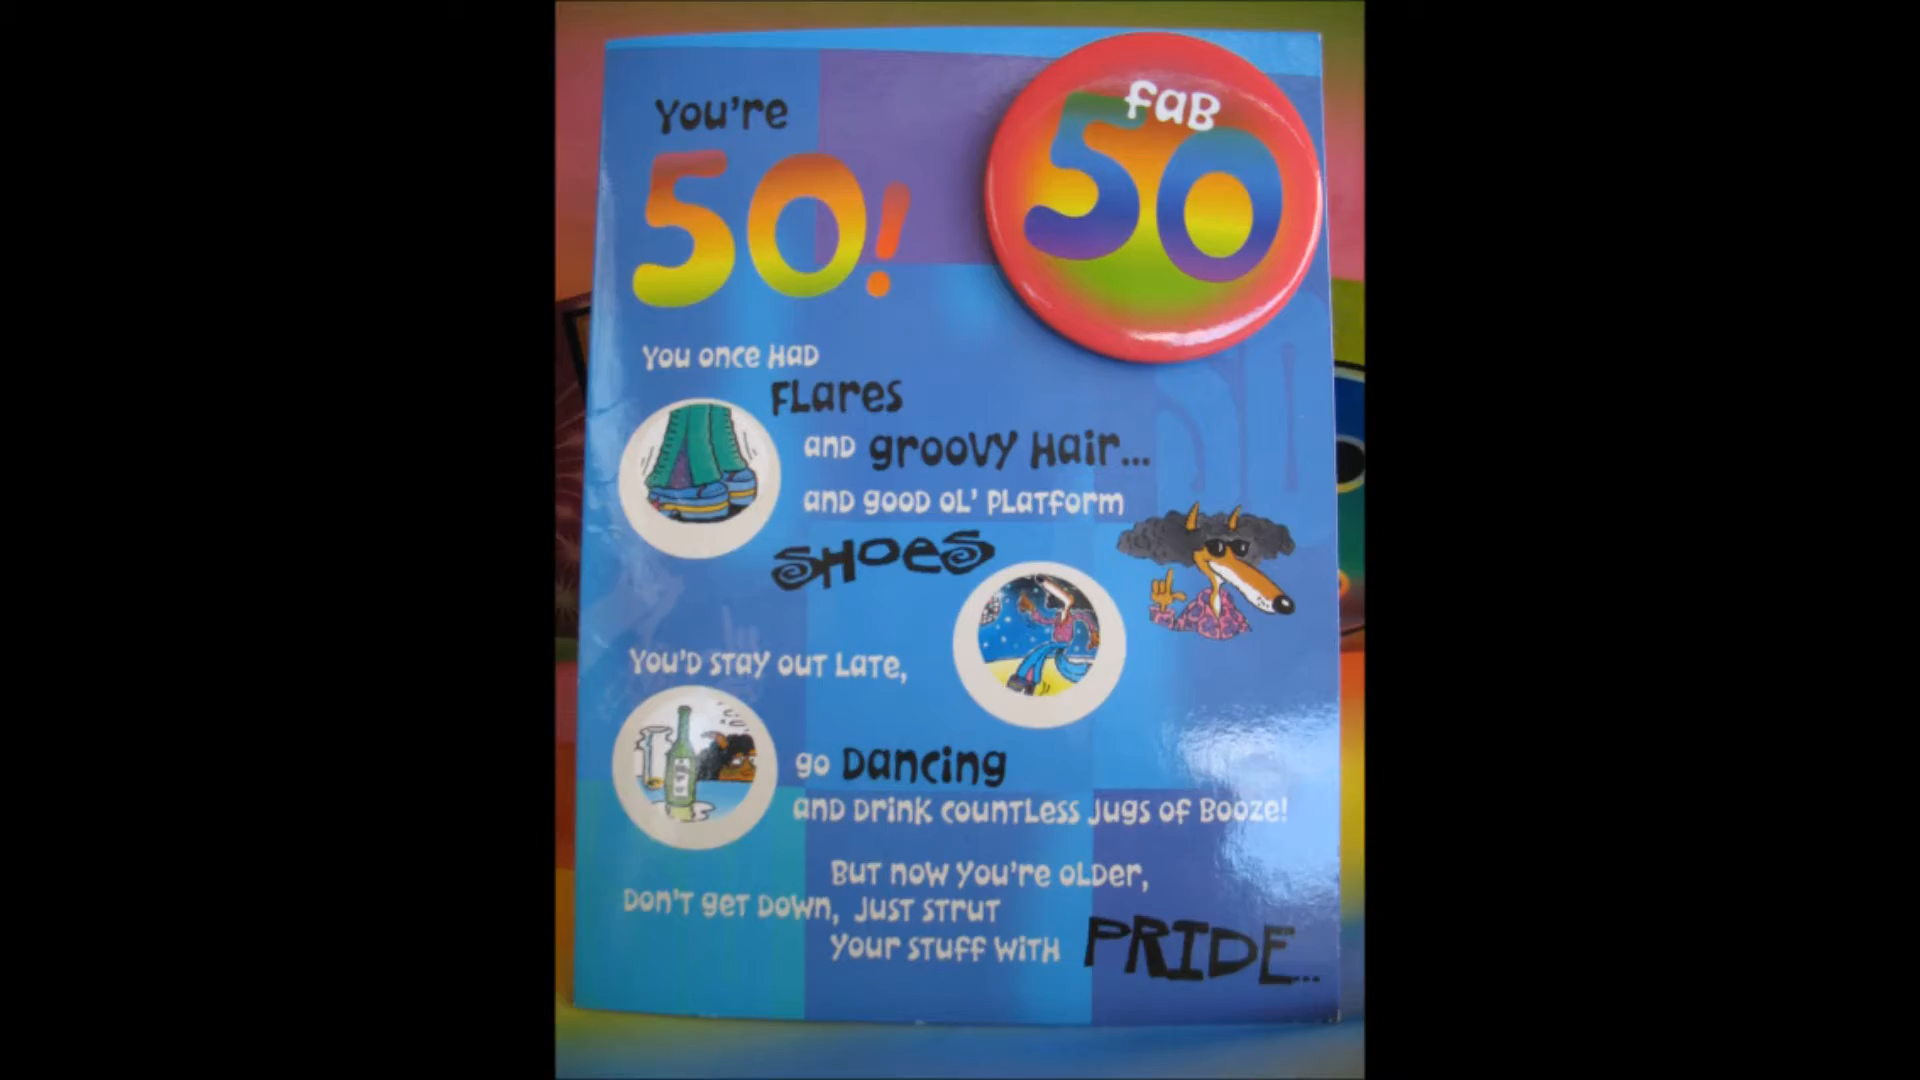 You're
50!
faB
50
You once Had
FLares
and groovy Hair...
and good oL' PLatform
SHOES
You'D stay out Late,
go Dancing
and Drink countless Jugs of Booze!
But now you're oLDer,
Don't get Down, Just strut
your stuff with PRIDE...